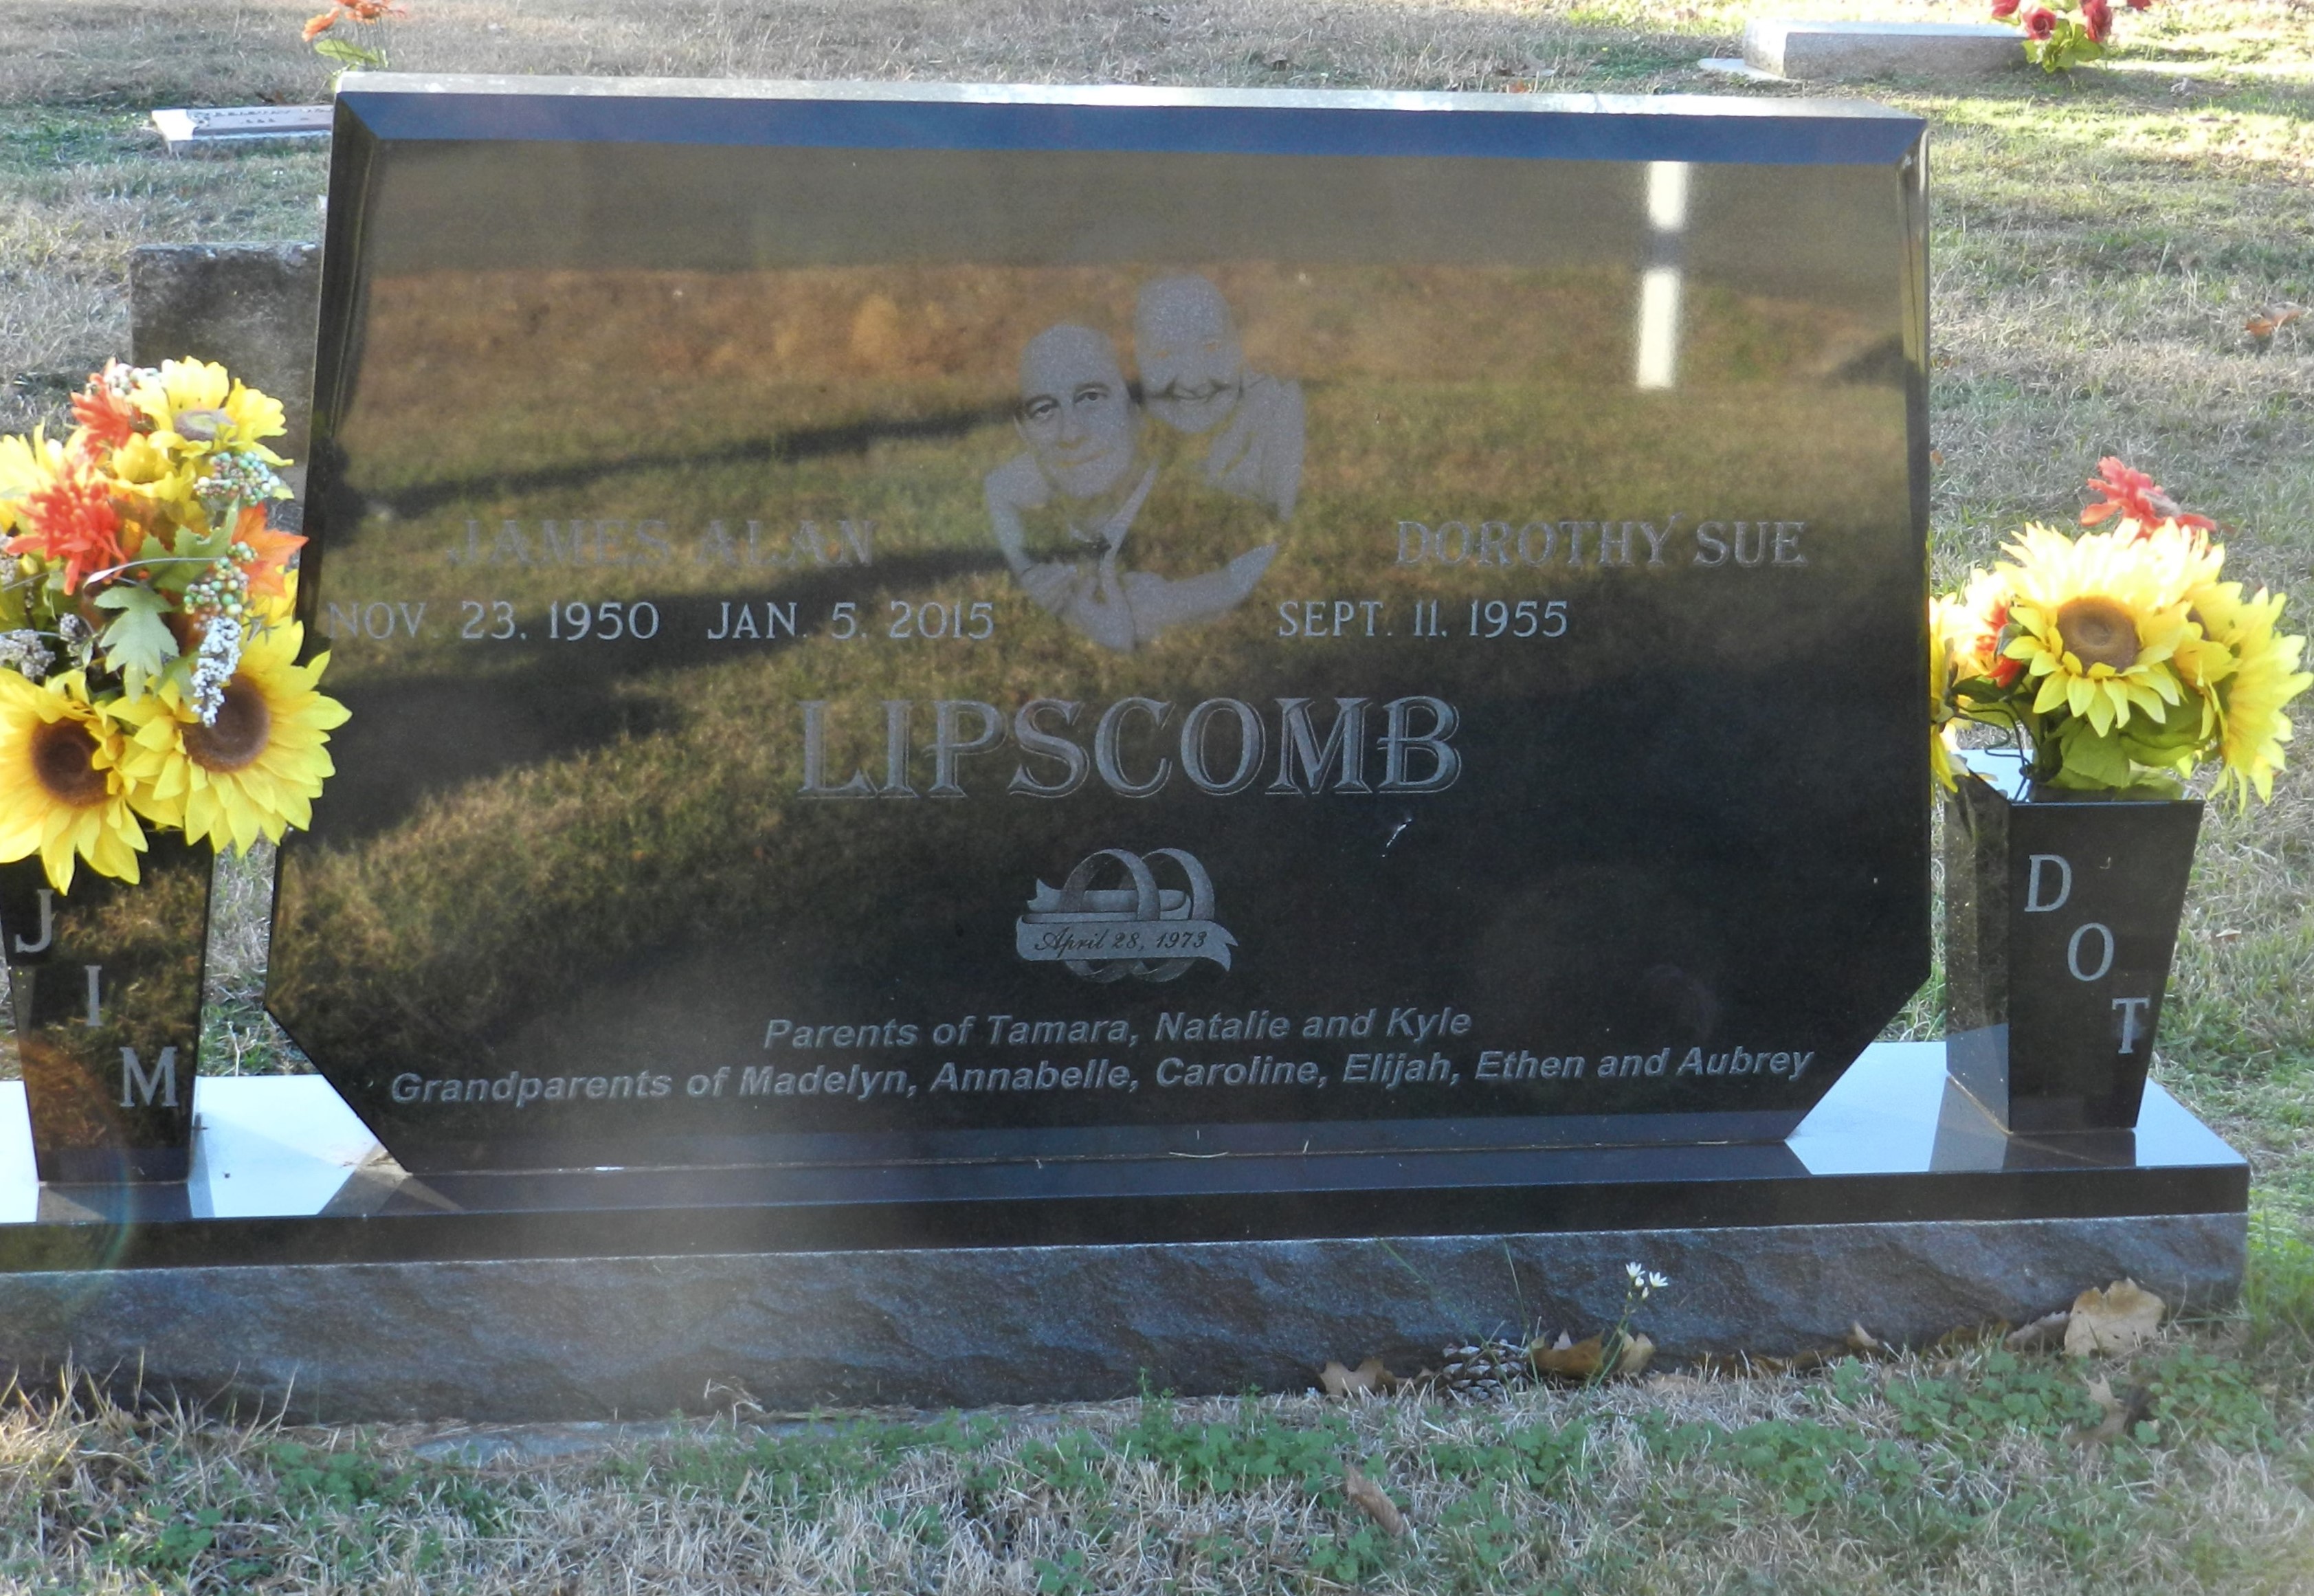 JAMES ALAN
NOV. 23, 1950 JAN. 5, 2015
DOROTHY SUE
SEPT. 11, 1955
LIPSCOMB
April 28, 1973
Parents of Tamara, Natalie and Kyle
Grandparents of Madelyn, Annabelle, Caroline, Elijah, Ethen and Aubrey
JIM
DOT